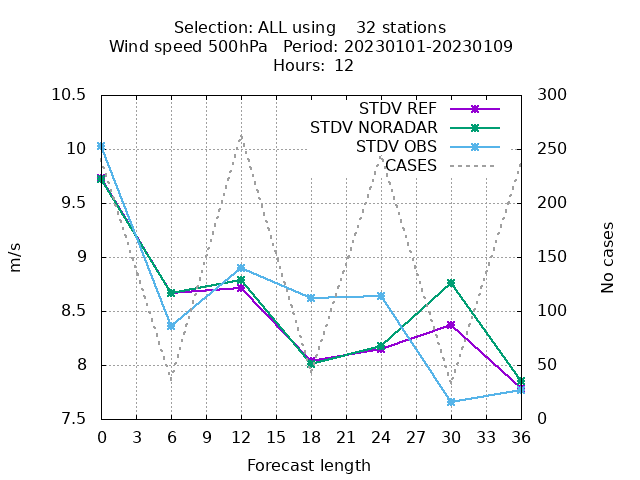 Selection: ALL using    32 stations
Wind speed 500hPa   Period: 20230101-20230109
Hours: 12
10.5
10
9.5
9
8.5
8
7.5
m/s
STDV REF
STDV NORADAR
STDV OBS
CASES
300
250
200
150
100
50
0
No cases
0 3 6 9 12 15 18 21 24 27 30 33 36
Forecast length